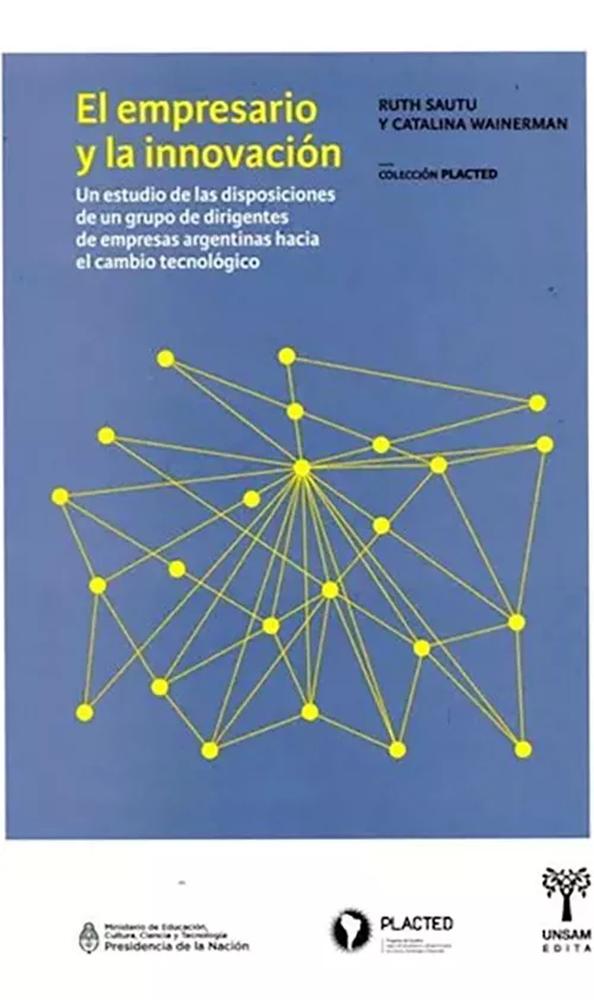 El empresario
y la innovación
Un estudio de las disposiciones
de un grupo de dirigentes
de empresas argentinas hacia
el cambio tecnológico
RUTH SAUTU
Y CATALINA WAINERMAN
COLECCIÓN PLACTED
Ministerio de Educación,
Cultura, Ciencia y Tecnología
Presidencia de la Nación
PLACTED
UNSAM
EDITA